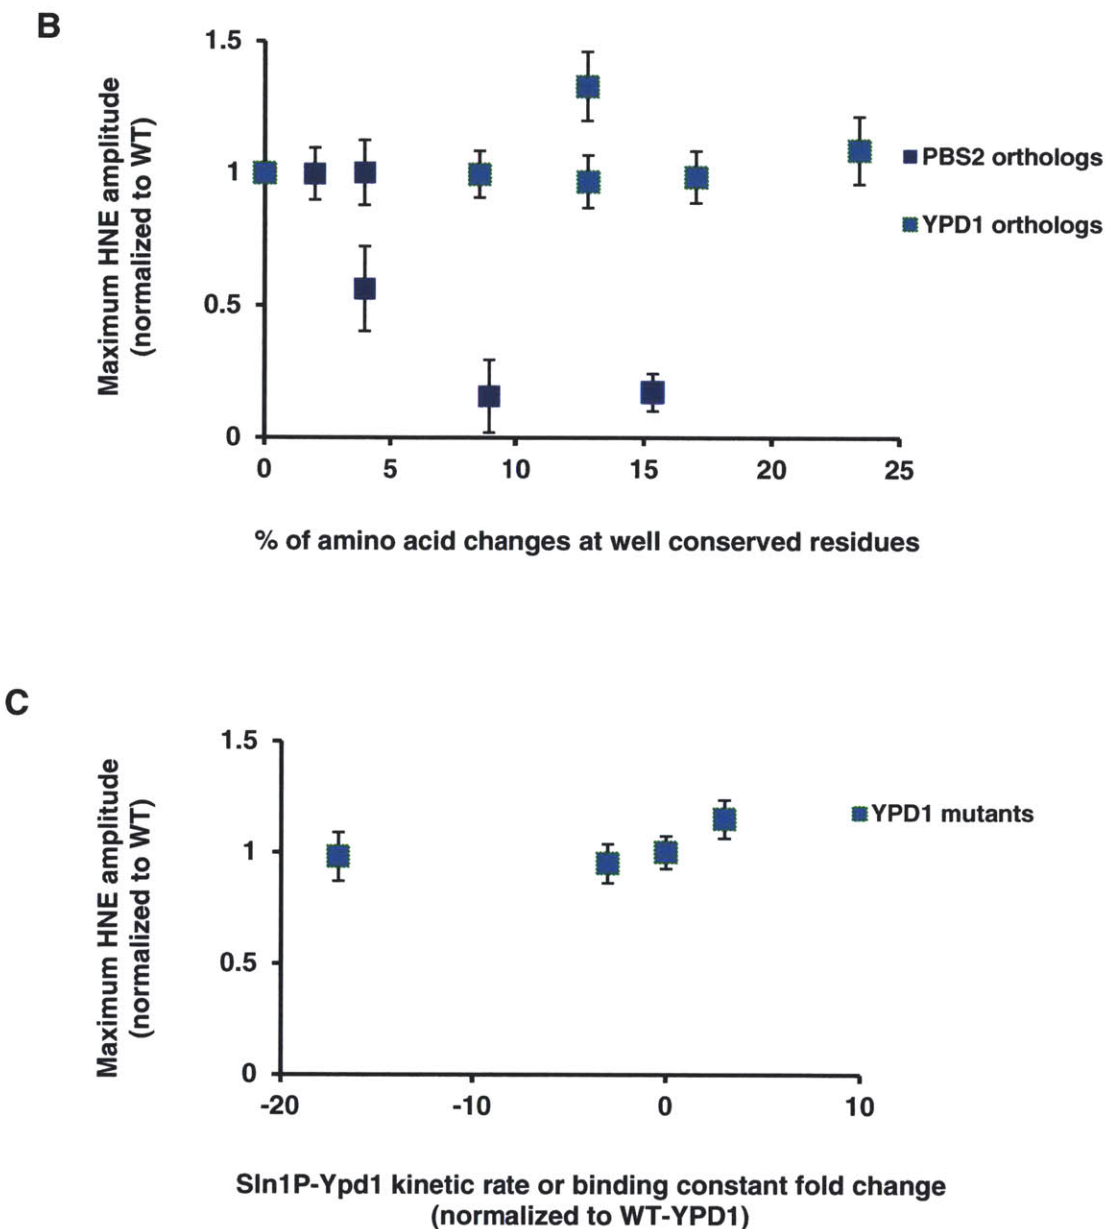 B
Maximum HNE amplitude
(normalized to WT)
1.5
1
0.5
0
0 5 10 15 20 25
% of amino acid changes at well conserved residues
PBS2 orthologs
YPD1 orthologs
C
Maximum HNE amplitude
(normalized to WT)
1.5
1
0.5
0
-20 -10 0 10
Sln1P-Ypd1 kinetic rate or binding constant fold change
(normalized to WT-YPD1)
YPD1 mutants